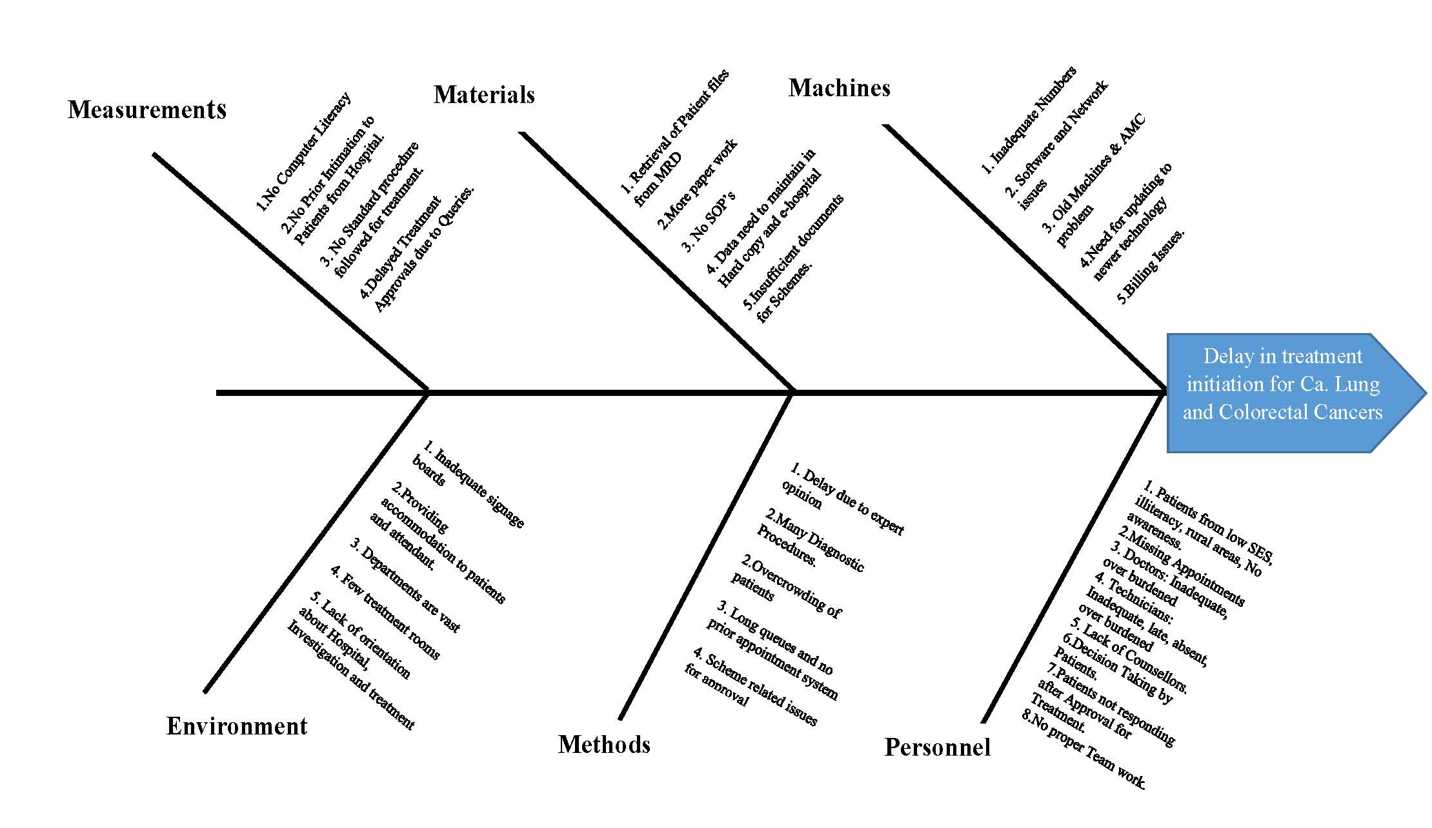 Measurements
1.No Computer Literacy
2.No Prior Intimation to
Patients from Hospital.
3. No Standard procedure
followed for treatment.
4.Delayed Treatment
Approvals due to Queries.
Materials
1. Retrieval of Patient files
from MRD
2.More paper work
3. No SOP's
4. Data need to maintain in
Hard copy and e-hospital
5.Insufficient documents
for Schemes.
Machines
1. Inadequate Numbers
2. Software and Network
issues
3. Old Machines & AMC
problem
4.Need for updating to
newer technology
5.Billing Issues.
Delay in treatment
initiation for Ca. Lung
and Colorectal Cancers
1. Inadequate signage
boards
2.Providing
accommodation to patients
and attendant.
3. Departments are vast
4. Few treatment rooms
5. Lack of orientation
about Hospital,
Investigation and treatment
Environment
1. Delay due to expert
opinion
2.Many Diagnostic
Procedures.
2.Overcrowding of
patients
3. Long queues and no
prior appointment system
4. Scheme related issues
for approval
Methods
1. Patients from low SES,
illiteracy, rural areas, No
awareness.
2.Missing Appointments
3. Doctors: Inadequate,
over burdened
4. Technicians:
Inadequate, late, absent,
over burdened
5. Lack of Counsellors.
6.Decision Taking by
Patients.
7.Patients not responding
after Approval for
Treatment.
8.No proper Team work.
Personnel